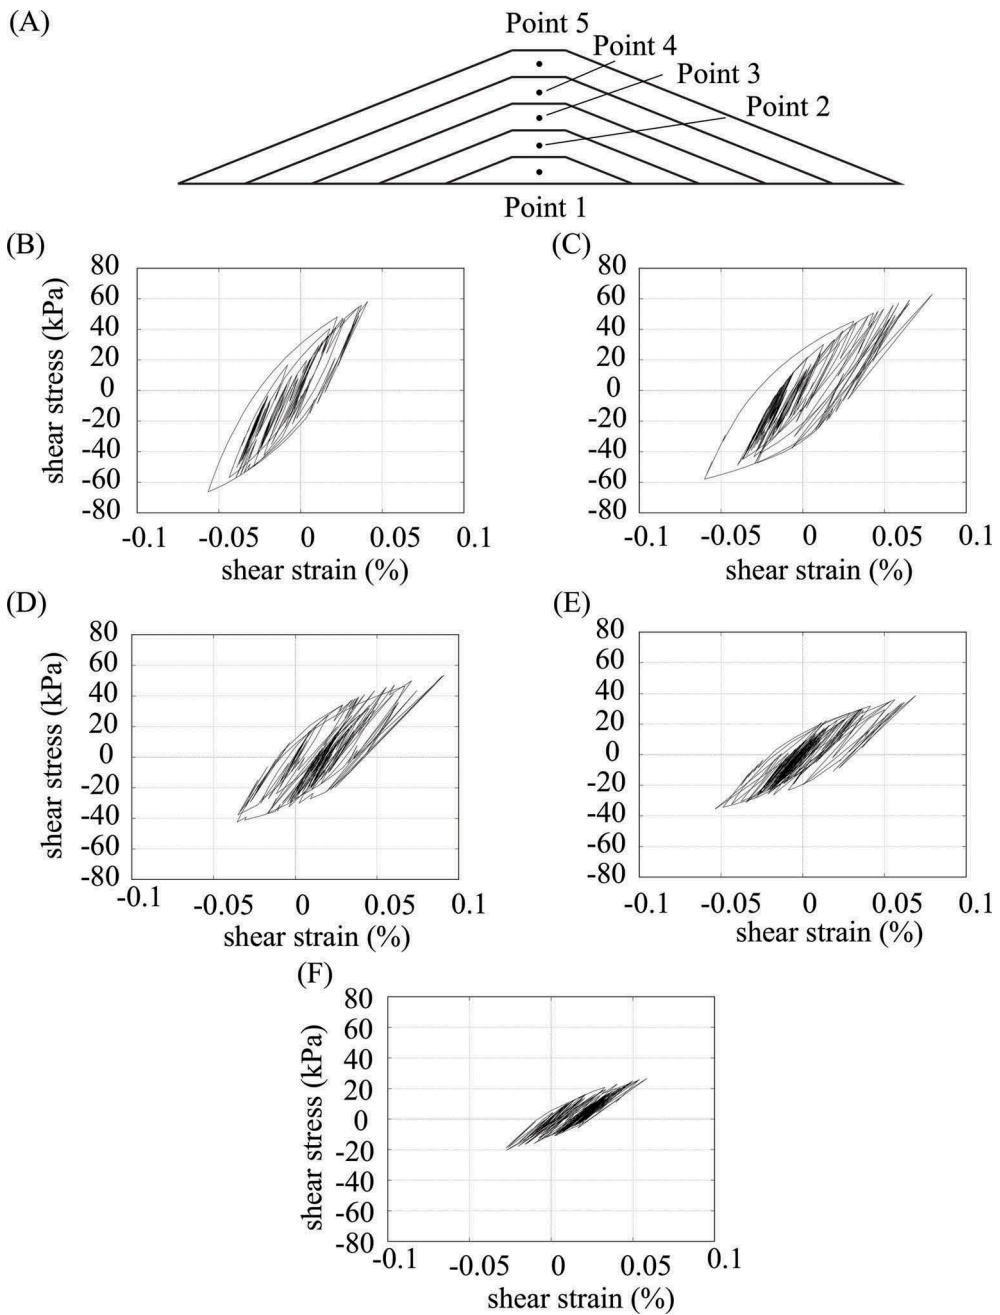 (A)
Point 5
Point 4
Point 3
Point 2
Point 1
(B)
shear stress (kPa)
80
60
40
20
0
-20
-40
-60
-80
-0.1 -0.05 0 0.05 0.1
shear strain (%)
(C)
80
60
40
20
0
-20
-40
-60
-80
-0.1 -0.05 0 0.05 0.1
shear strain (%)
(D)
shear stress (kPa)
80
60
40
20
0
-20
-40
-60
-80
-0.1 -0.05 0 0.05 0.1
shear strain (%)
(E)
80
60
40
20
0
-20
-40
-60
-80
-0.1 -0.05 0 0.05 0.1
shear strain (%)
(F)
shear stress (kPa)
80
60
40
20
0
-20
-40
-60
-80
-0.1 -0.05 0 0.05 0.1
shear strain (%)